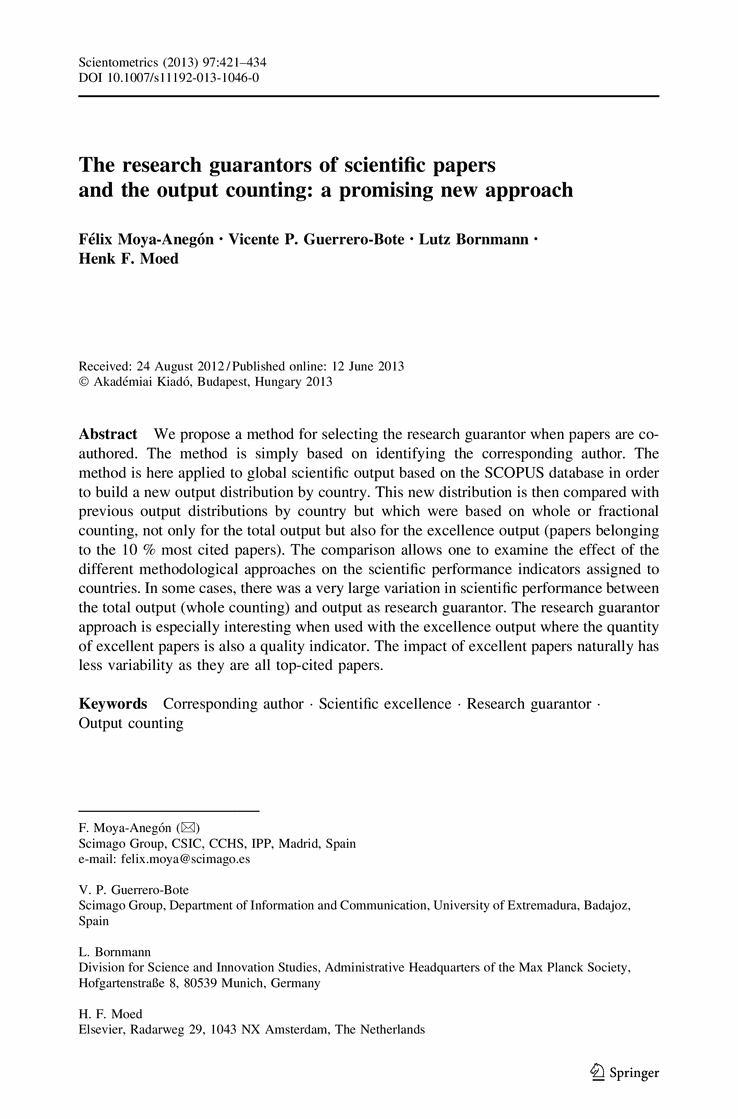 Scientometrics (2013) 97:421–434
DOI 10.1007/s11192-013-1046-0
The research guarantors of scientific papers
and the output counting: a promising new approach
Félix Moya-Anegón · Vicente P. Guerrero-Bote · Lutz Bornmann ·
Henk F. Moed
Received: 24 August 2012 / Published online: 12 June 2013
© Akadémiai Kiadó, Budapest, Hungary 2013
Abstract We propose a method for selecting the research guarantor when papers are co-
authored. The method is simply based on identifying the corresponding author. The
method is here applied to global scientific output based on the SCOPUS database in order
to build a new output distribution by country. This new distribution is then compared with
previous output distributions by country but which were based on whole or fractional
counting, not only for the total output but also for the excellence output (papers belonging
to the 10 % most cited papers). The comparison allows one to examine the effect of the
different methodological approaches on the scientific performance indicators assigned to
countries. In some cases, there was a very large variation in scientific performance between
the total output (whole counting) and output as research guarantor. The research guarantor
approach is especially interesting when used with the excellence output where the quantity
of excellent papers is also a quality indicator. The impact of excellent papers naturally has
less variability as they are all top-cited papers.
Keywords Corresponding author · Scientific excellence · Research guarantor ·
Output counting
F. Moya-Anegón (✉)
Scimago Group, CSIC, CCHS, IPP, Madrid, Spain
e-mail: felix.moya@scimago.es
V. P. Guerrero-Bote
Scimago Group, Department of Information and Communication, University of Extremadura, Badajoz,
Spain
L. Bornmann
Division for Science and Innovation Studies, Administrative Headquarters of the Max Planck Society,
Hofgartenstraße 8, 80539 Munich, Germany
H. F. Moed
Elsevier, Radarweg 29, 1043 NX Amsterdam, The Netherlands
Springer